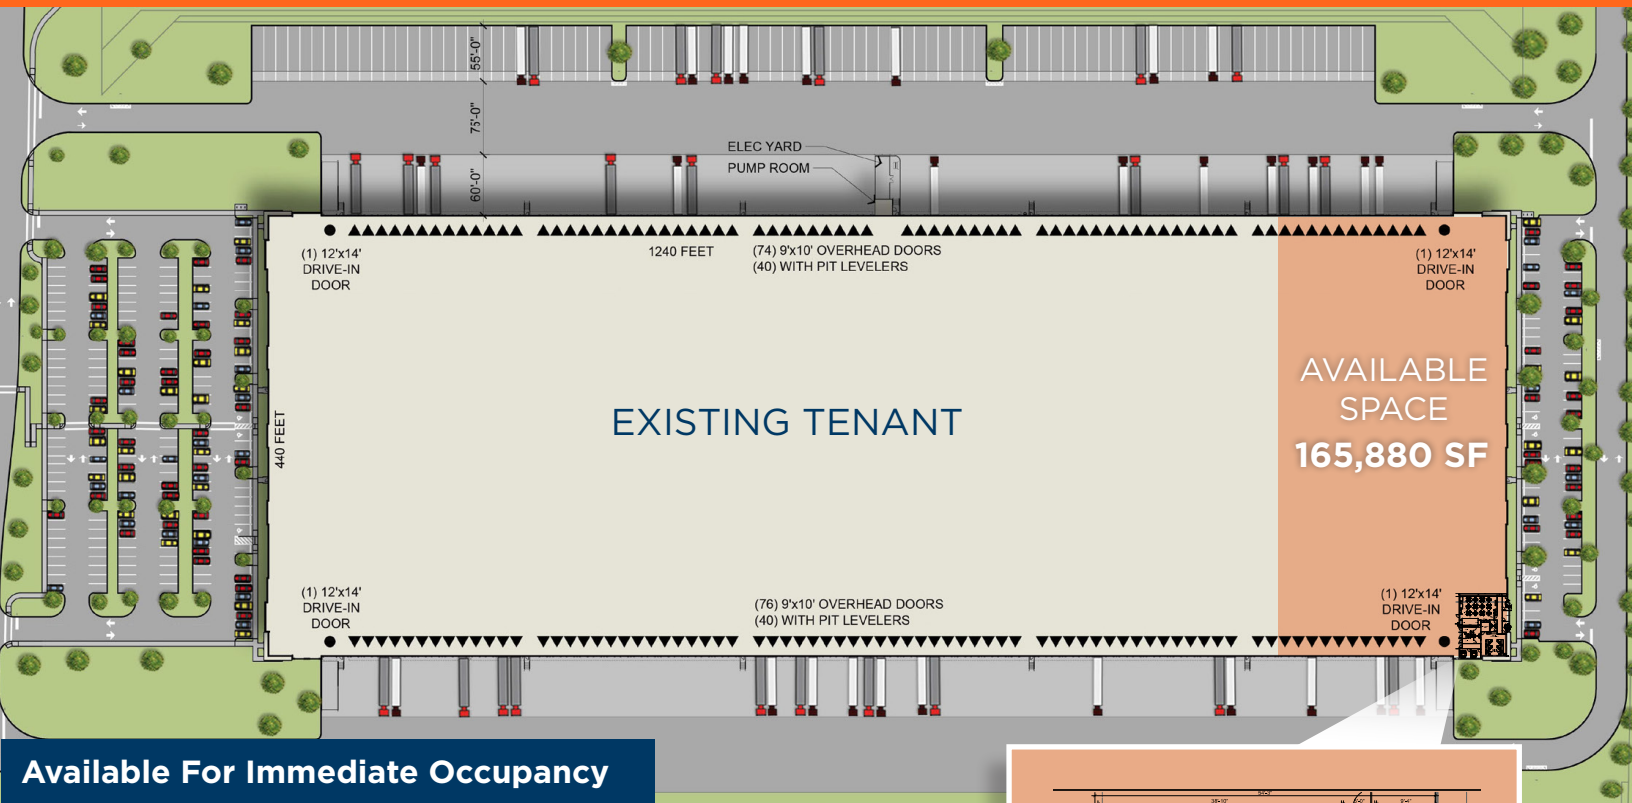 55'-0"
75'-0"
60'-0"
ELEC YARD
PUMP ROOM
(1) 12'x14'
DRIVE-IN
DOOR
1240 FEET
(74) 9'x10' OVERHEAD DOORS
(40) WITH PIT LEVELERS
(1) 12'x14'
DRIVE-IN
DOOR
440 FEET
EXISTING TENANT
AVAILABLE
SPACE
165,880 SF
(1) 12'x14'
DRIVE-IN
DOOR
(76) 9'x10' OVERHEAD DOORS
(40) WITH PIT LEVELERS
(1) 12'x14'
DRIVE-IN
DOOR
Available For Immediate Occupancy